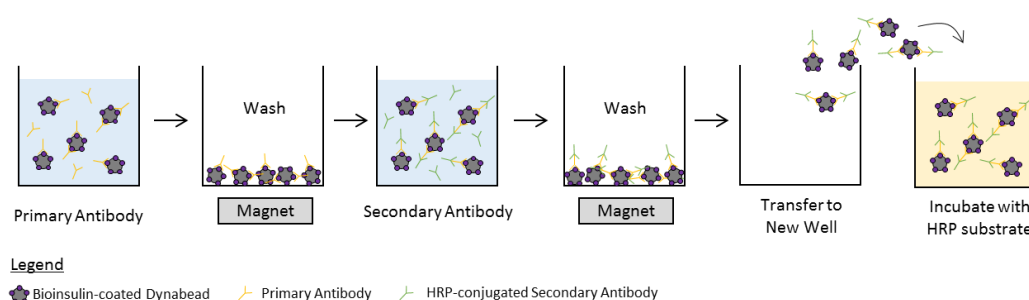 Wash
Wash
Primary Antibody
Magnet
Secondary Antibody
Magnet
Transfer to
New Well
Incubate with
HRP substrate
Legend
Bioinsulin-coated Dynabead
Primary Antibody
HRP-conjugated Secondary Antibody